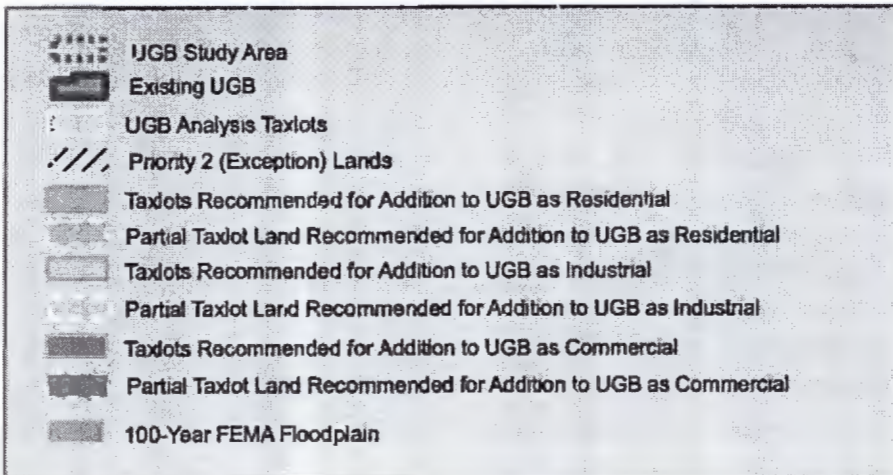 UGB Study Area
Existing UGB
UGB Analysis Taxlots
Priority 2 (Exception) Lands
Taxlots Recommended for Addition to UGB as Residential
Partial Taxlot Land Recommended for Addition to UGB as Residential
Taxlots Recommended for Addition to UGB as Industrial
Partial Taxlot Land Recommended for Addition to UGB as Industrial
Taxlots Recommended for Addition to UGB as Commercial
Partial Taxlot Land Recommended for Addition to UGB as Commercial
100-Year FEMA Floodplain